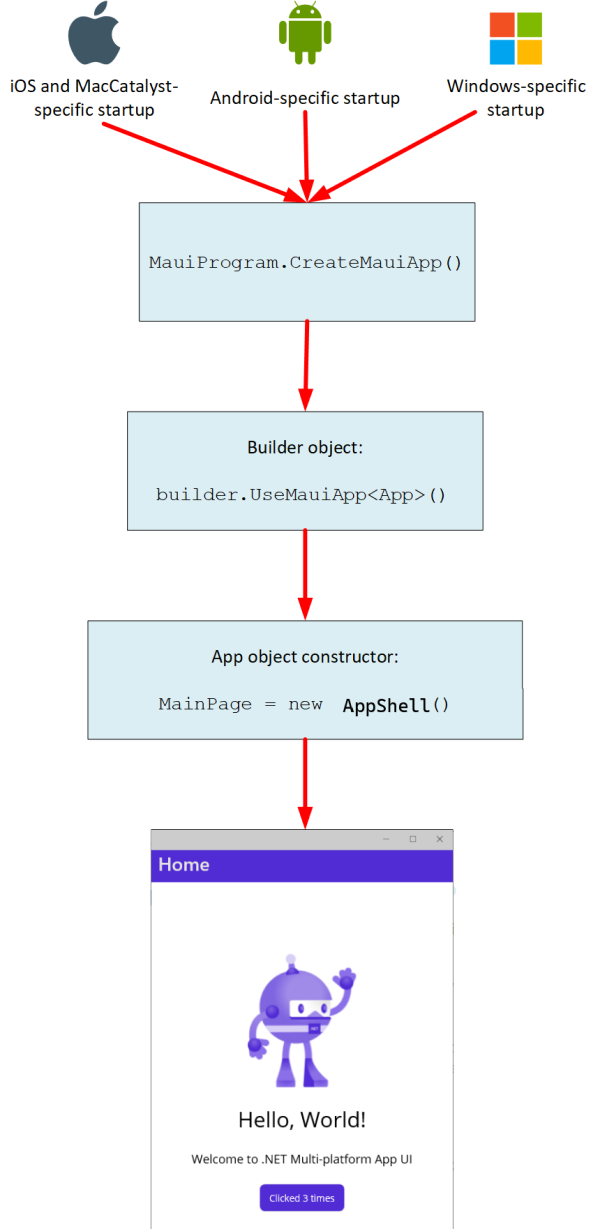 iOS and MacCatalyst-
specific startup
Android-specific startup
Windows-specific
startup
MauiProgram.CreateMauiApp()
Builder object:
builder.UseMauiApp<App>()
App object constructor:
MainPage = new AppShell()
Home
.NET
Hello, World!
Welcome to .NET Multi-platform App UI
Clicked 3 times